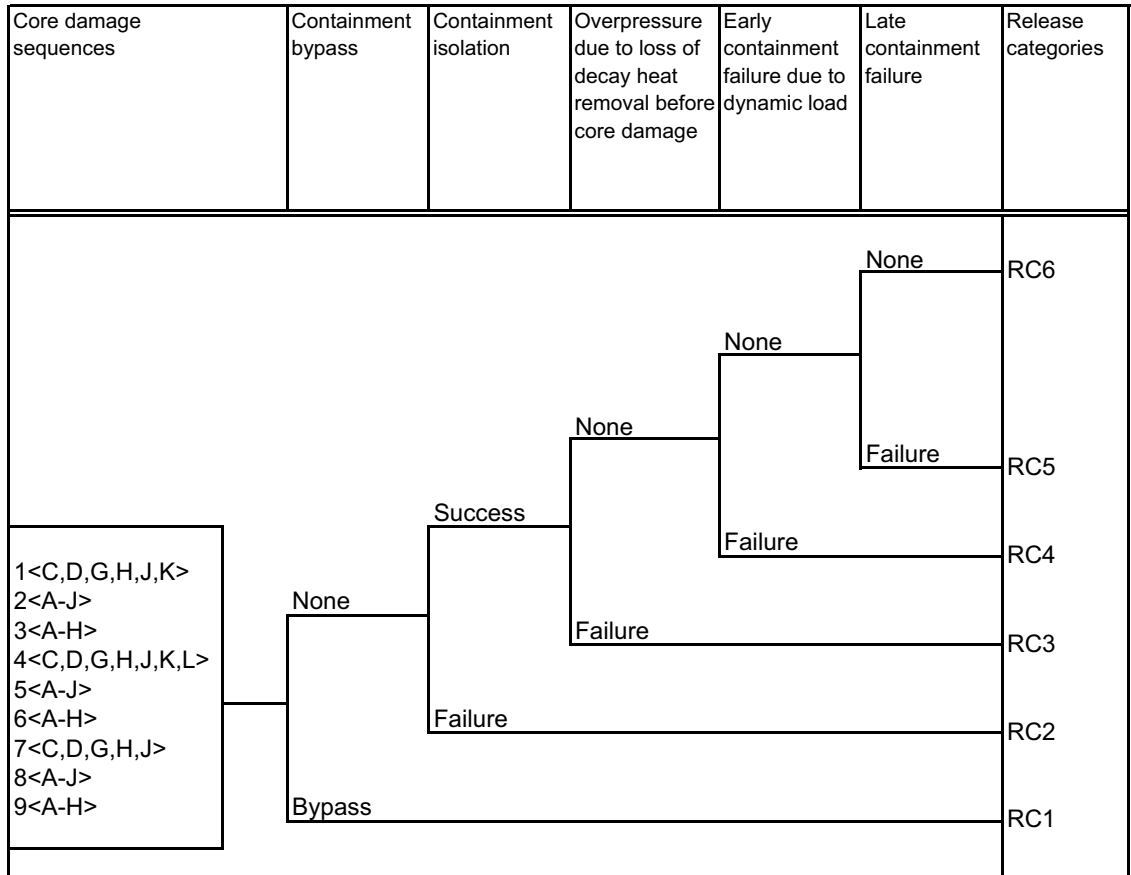 Core damage
sequences
Containment
bypass
Containment
isolation
Overpressure
due to loss of
decay heat
removal before
core damage
Early
containment
failure due to
dynamic load
Late
containment
failure
Release
categories
None
RC6
None
None
Failure
RC5
Success
Failure
RC4
1<C,D,G,H,J,K>
2<A-J>
3<A-H>
4<C,D,G,H,J,K,L>
5<A-J>
6<A-H>
7<C,D,G,H,J>
8<A-J>
9<A-H>
None
Failure
RC3
Failure
RC2
Bypass
RC1